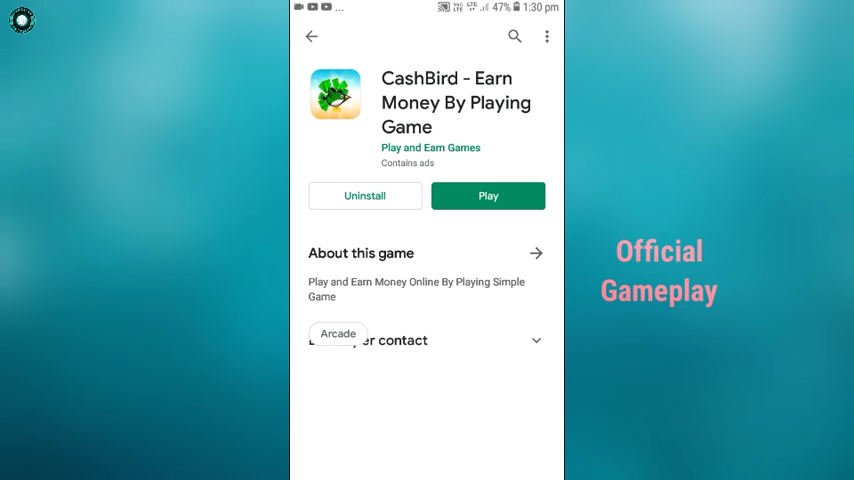 ... 47% 1:30 pm
CashBird - Earn
Money By Playing
Game
Play and Earn Games
Contains ads
Uninstall
Play
About this game
Play and Earn Money Online By Playing Simple
Game
Arcade
per contact
Official
Gameplay